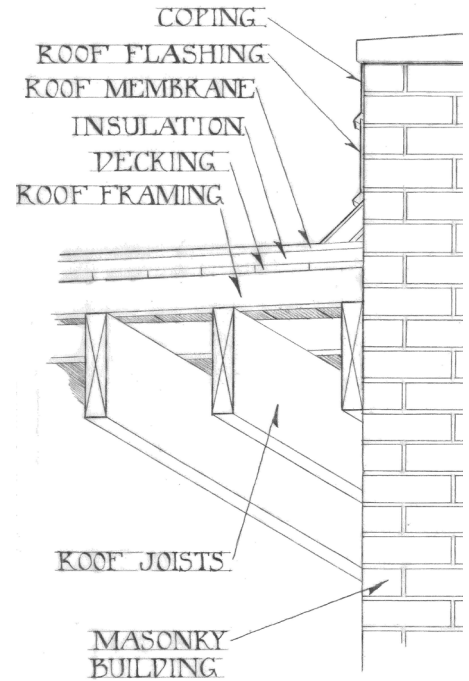 COPING
ROOF FLASHING
ROOF MEMBRANE
INSULATION
DECKING
ROOF FRAMING
ROOF JOISTS
MASONRY
BUILDING